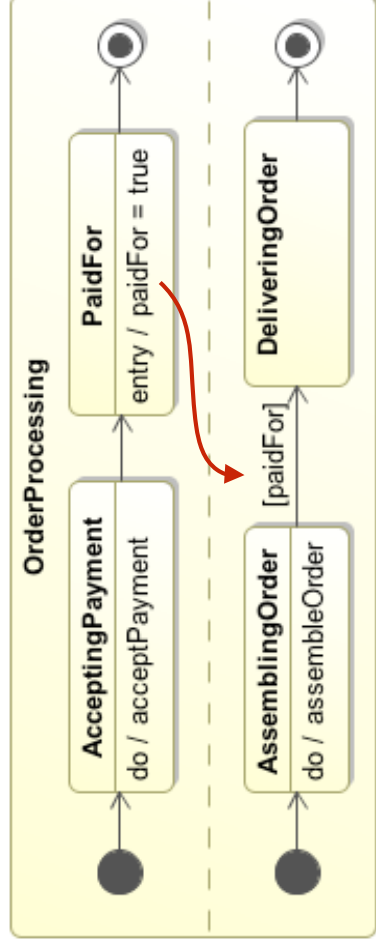 OrderProcessing
AcceptingPayment
do / acceptPayment
PaidFor
entry / paidFor = true
AssemblingOrder
do / assembleOrder
[paidFor]
DeliveringOrder